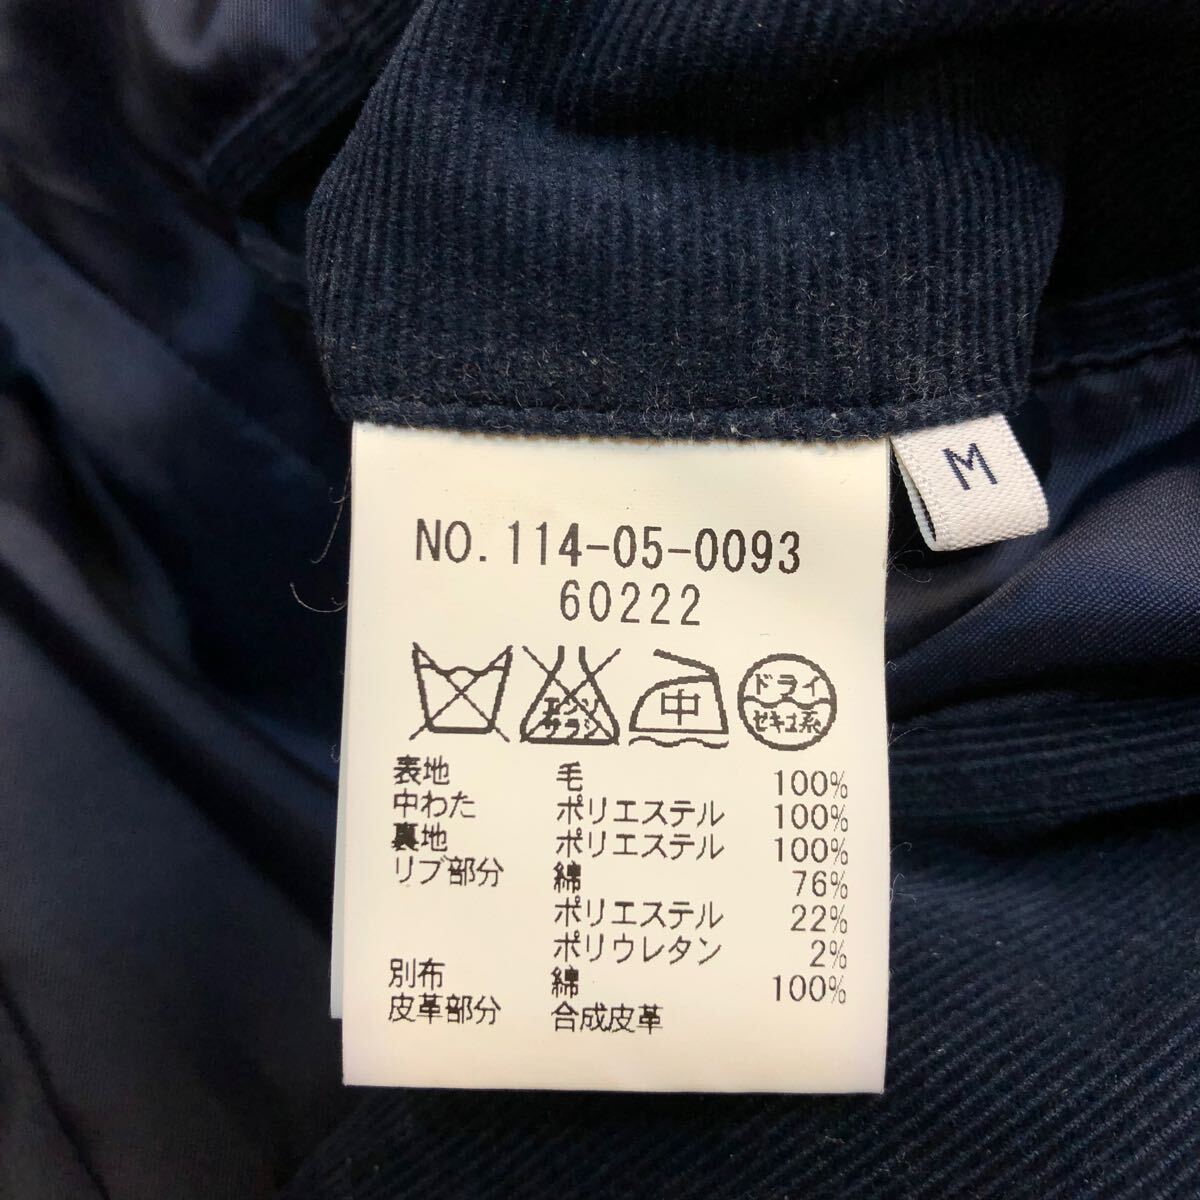 M
NO.114-05-0093
60222
エンソ
サラシ
中
ドライ
セキユ系
表地 毛 100%
中わた ポリエステル 100%
裏地 ポリエステル 100%
リブ部分 綿 76%
ポリエステル 22%
ポリウレタン 2%
別布 綿 100%
皮革部分 合成皮革